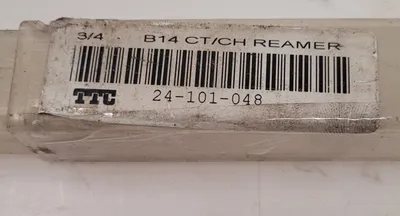 3/4 B14 CT/CH REAMER
TTC 24-101-048